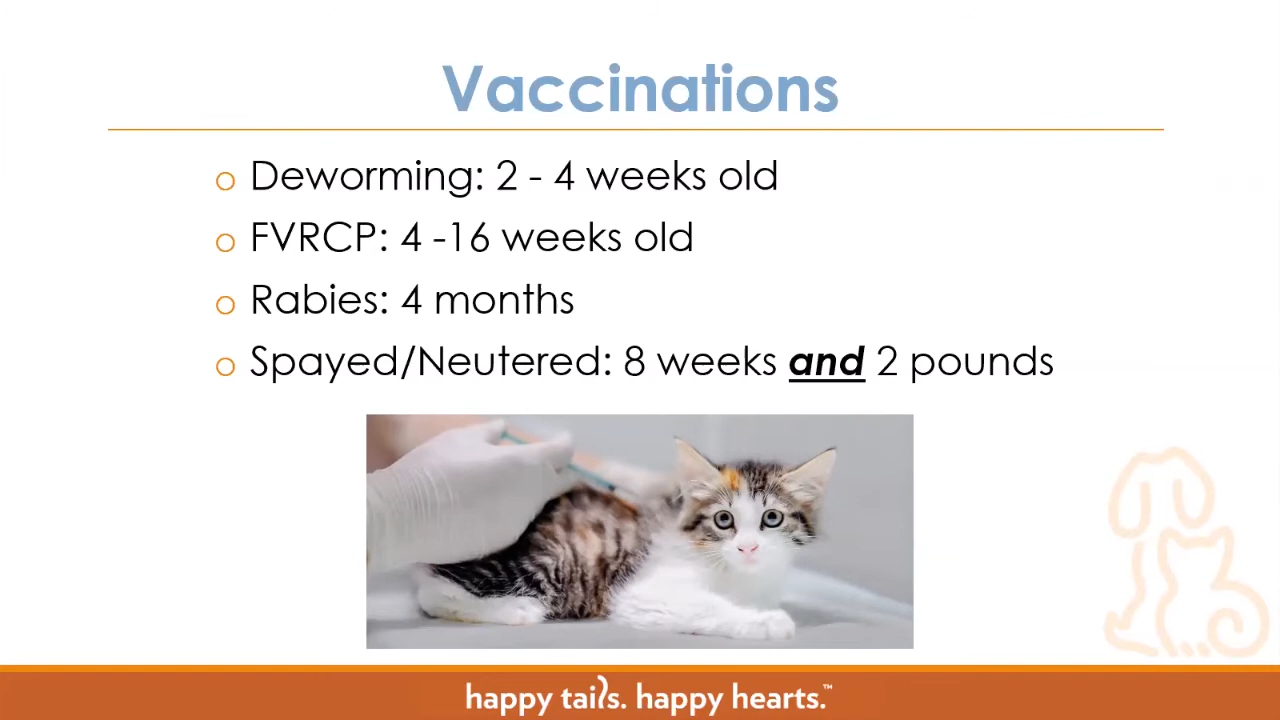 Vaccinations
o Deworming: 2 - 4 weeks old
o FVRCP: 4 -16 weeks old
o Rabies: 4 months
o Spayed/Neutered: 8 weeks and 2 pounds
happy tails. happy hearts.™